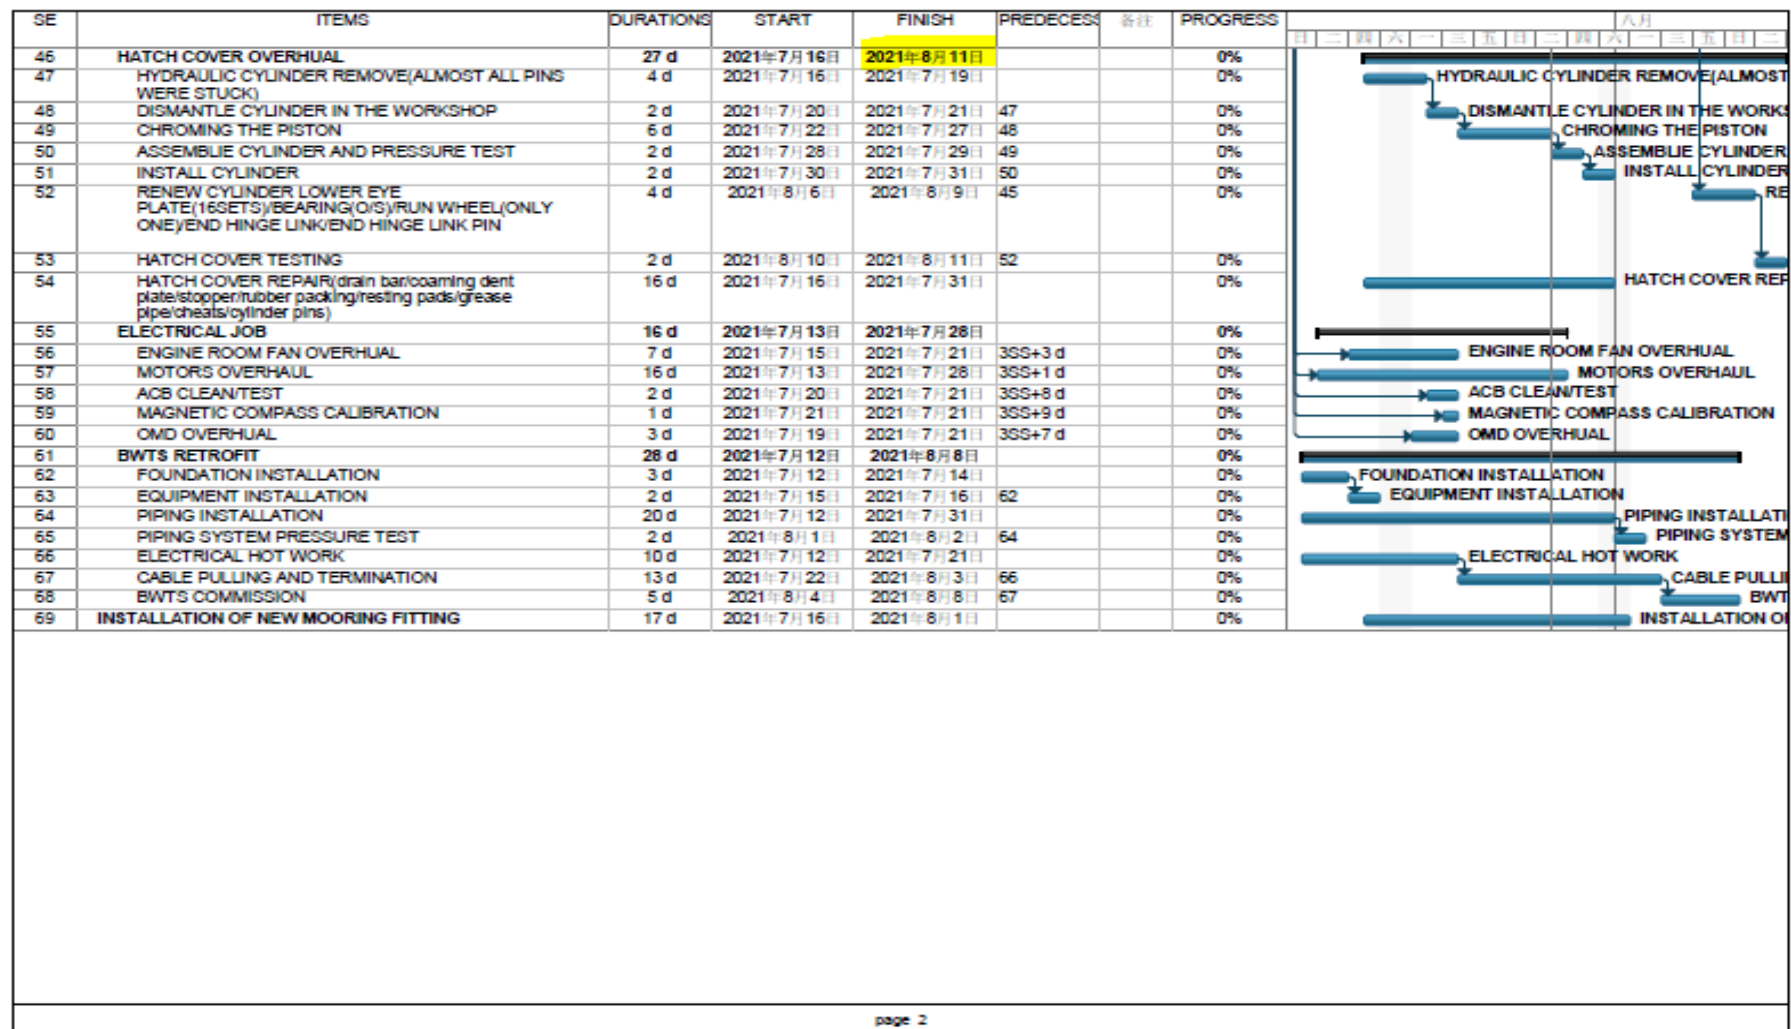 SE ITEMS DURATIONS START FINISH PREDECESS 备注 PROGRESS 八月
日 二 四 六 一 三 五 日 二 四 六 一 三 五 日 二
46 HATCH COVER OVERHUAL 27 d 2021年7月16日 2021年8月11日 0%
47 HYDRAULIC CYLINDER REMOVE(ALMOST ALL PINS 4 d 2021年7月16日 2021年7月19日 0% HYDRAULIC CYLINDER REMOVE(ALMOST
WERE STUCK)
48 DISMANTLE CYLINDER IN THE WORKSHOP 2 d 2021年7月20日 2021年7月21日 47 0% DISMANTLE CYLINDER IN THE WORKS
49 CHROMING THE PISTON 6 d 2021年7月22日 2021年7月27日 48 0% CHROMING THE PISTON
50 ASSEMBLIE CYLINDER AND PRESSURE TEST 2 d 2021年7月28日 2021年7月29日 49 0% ASSEMBLIE CYLINDER
51 INSTALL CYLINDER 2 d 2021年7月30日 2021年7月31日 50 0% INSTALL CYLINDER
52 RENEW CYLINDER LOWER EYE 4 d 2021年8月6日 2021年8月9日 45 0% RE
PLATE(16SETS)/BEARING(O/S)/RUN WHEEL(ONLY
ONE)/END HINGE LINK/END HINGE LINK PIN
53 HATCH COVER TESTING 2 d 2021年8月10日 2021年8月11日 52 0%
54 HATCH COVER REPAIR(drain bar/coaming dent 16 d 2021年7月16日 2021年7月31日 0% HATCH COVER REP
plate/stopper/rubber packing/resting pads/grease
pipe/cheats/cylinder pins)
55 ELECTRICAL JOB 16 d 2021年7月13日 2021年7月28日 0%
56 ENGINE ROOM FAN OVERHUAL 7 d 2021年7月15日 2021年7月21日 3SS+3 d 0% ENGINE ROOM FAN OVERHUAL
57 MOTORS OVERHAUL 16 d 2021年7月13日 2021年7月28日 3SS+1 d 0% MOTORS OVERHAUL
58 ACB CLEAN/TEST 2 d 2021年7月20日 2021年7月21日 3SS+8 d 0% ACB CLEAN/TEST
59 MAGNETIC COMPASS CALIBRATION 1 d 2021年7月21日 2021年7月21日 3SS+9 d 0% MAGNETIC COMPASS CALIBRATION
60 OMD OVERHUAL 3 d 2021年7月19日 2021年7月21日 3SS+7 d 0% OMD OVERHUAL
61 BWTS RETROFIT 28 d 2021年7月12日 2021年8月8日 0%
62 FOUNDATION INSTALLATION 3 d 2021年7月12日 2021年7月14日 0% FOUNDATION INSTALLATION
63 EQUIPMENT INSTALLATION 2 d 2021年7月15日 2021年7月16日 62 0% EQUIPMENT INSTALLATION
64 PIPING INSTALLATION 20 d 2021年7月12日 2021年7月31日 0% PIPING INSTALLATI
65 PIPING SYSTEM PRESSURE TEST 2 d 2021年8月1日 2021年8月2日 64 0% PIPING SYSTEM
66 ELECTRICAL HOT WORK 10 d 2021年7月12日 2021年7月21日 0% ELECTRICAL HOT WORK
67 CABLE PULLING AND TERMINATION 13 d 2021年7月22日 2021年8月3日 66 0% CABLE PULLI
68 BWTS COMMISSION 5 d 2021年8月4日 2021年8月8日 67 0% BWT
69 INSTALLATION OF NEW MOORING FITTING 17 d 2021年7月16日 2021年8月1日 0% INSTALLATION O
page 2